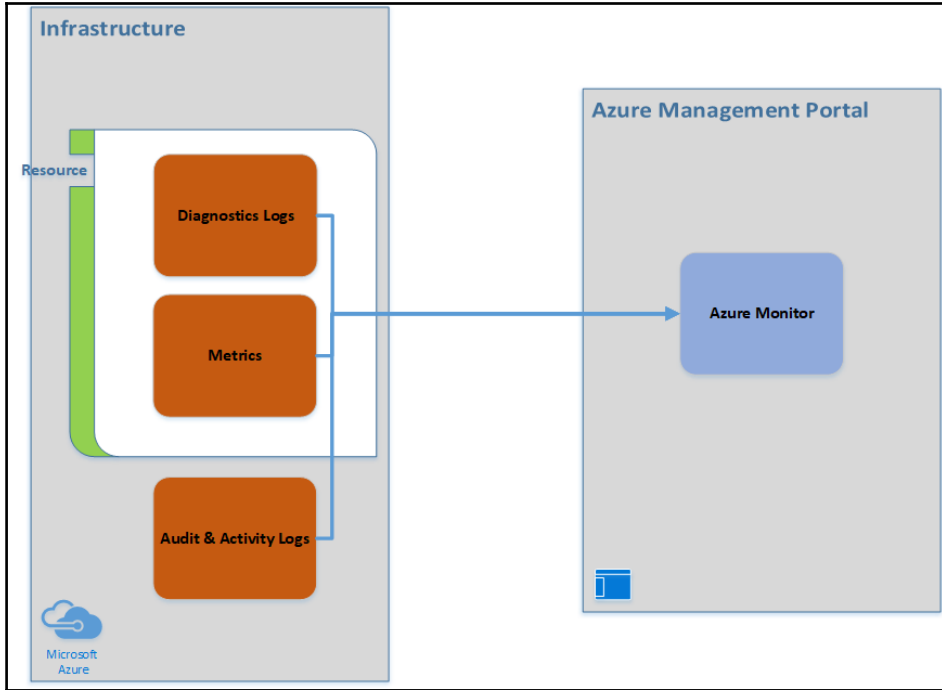 Infrastructure
Resource
Diagnostics Logs
Metrics
Audit & Activity Logs
Microsoft
Azure
Azure Management Portal
Azure Monitor